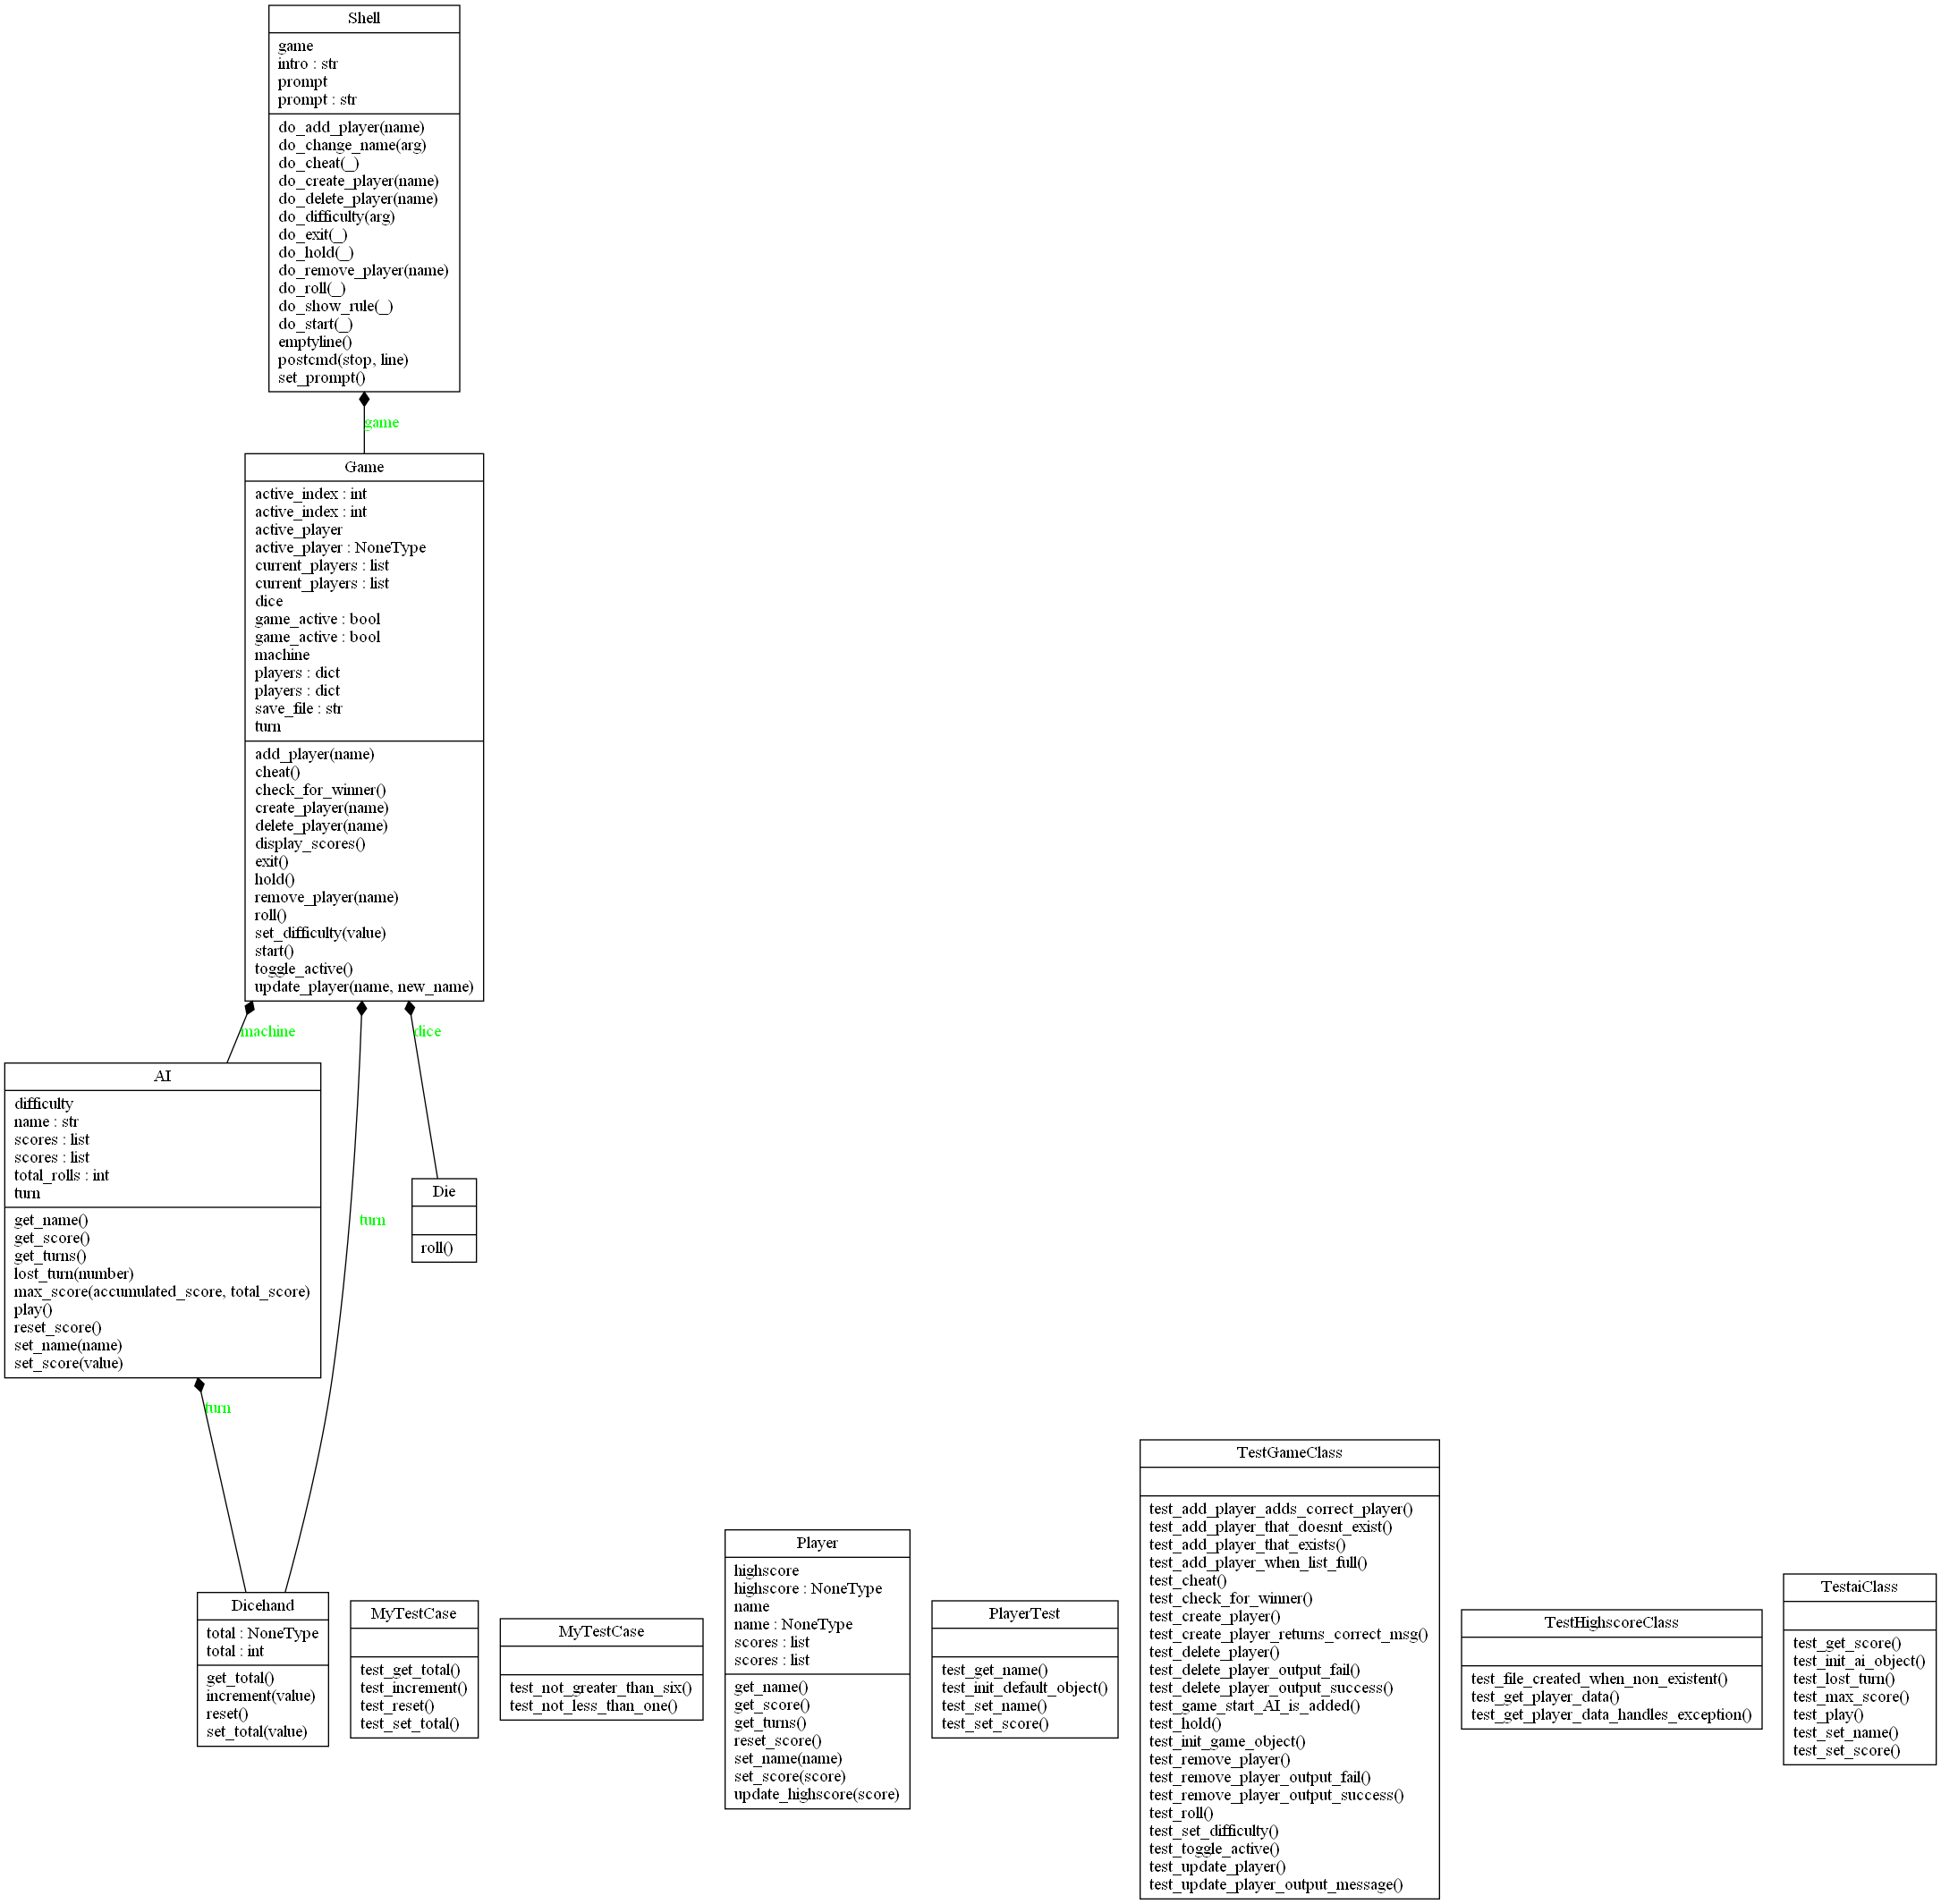 Shell
game
intro : str
prompt
prompt : str
do_add_player(name)
do_change_name(arg)
do_cheat(_)
do_create_player(name)
do_delete_player(name)
do_difficulty(arg)
do_exit(_)
do_hold(_)
do_remove_player(name)
do_roll(_)
do_show_rule(_)
do_start(_)
emptyline()
postcmd(stop, line)
set_prompt()
game
Game
active_index : int
active_index : int
active_player
active_player : NoneType
current_players : list
current_players : list
dice
game_active : bool
game_active : bool
machine
players : dict
players : dict
save_file : str
turn
add_player(name)
cheat()
check_for_winner()
create_player(name)
delete_player(name)
display_scores()
exit()
hold()
remove_player(name)
roll()
set_difficulty(value)
start()
toggle_active()
update_player(name, new_name)
machine
dice
AI
difficulty
name : str
scores : list
scores : list
total_rolls : int
turn
get_name()
get_score()
get_turns()
lost_turn(number)
max_score(accumulated_score, total_score)
play()
reset_score()
set_name(name)
set_score(value)
turn
Die
roll()
turn
Dicehand
total : NoneType
total : int
get_total()
increment(value)
reset()
set_total(value)
MyTestCase
test_get_total()
test_increment()
test_reset()
test_set_total()
MyTestCase
test_not_greater_than_six()
test_not_less_than_one()
Player
highscore
highscore : NoneType
name
name : NoneType
scores : list
scores : list
get_name()
get_score()
get_turns()
reset_score()
set_name(name)
set_score(score)
update_highscore(score)
PlayerTest
test_get_name()
test_init_default_object()
test_set_name()
test_set_score()
TestGameClass
test_add_player_adds_correct_player()
test_add_player_that_doesnt_exist()
test_add_player_that_exists()
test_add_player_when_list_full()
test_cheat()
test_check_for_winner()
test_create_player()
test_create_player_returns_correct_msg()
test_delete_player()
test_delete_player_output_fail()
test_delete_player_output_success()
test_game_start_AI_is_added()
test_hold()
test_init_game_object()
test_remove_player()
test_remove_player_output_fail()
test_remove_player_output_success()
test_roll()
test_set_difficulty()
test_toggle_active()
test_update_player()
test_update_player_output_message()
TestHighscoreClass
test_file_created_when_non_existent()
test_get_player_data()
test_get_player_data_handles_exception()
TestaiClass
test_get_score()
test_init_ai_object()
test_lost_turn()
test_max_score()
test_play()
test_set_name()
test_set_score()